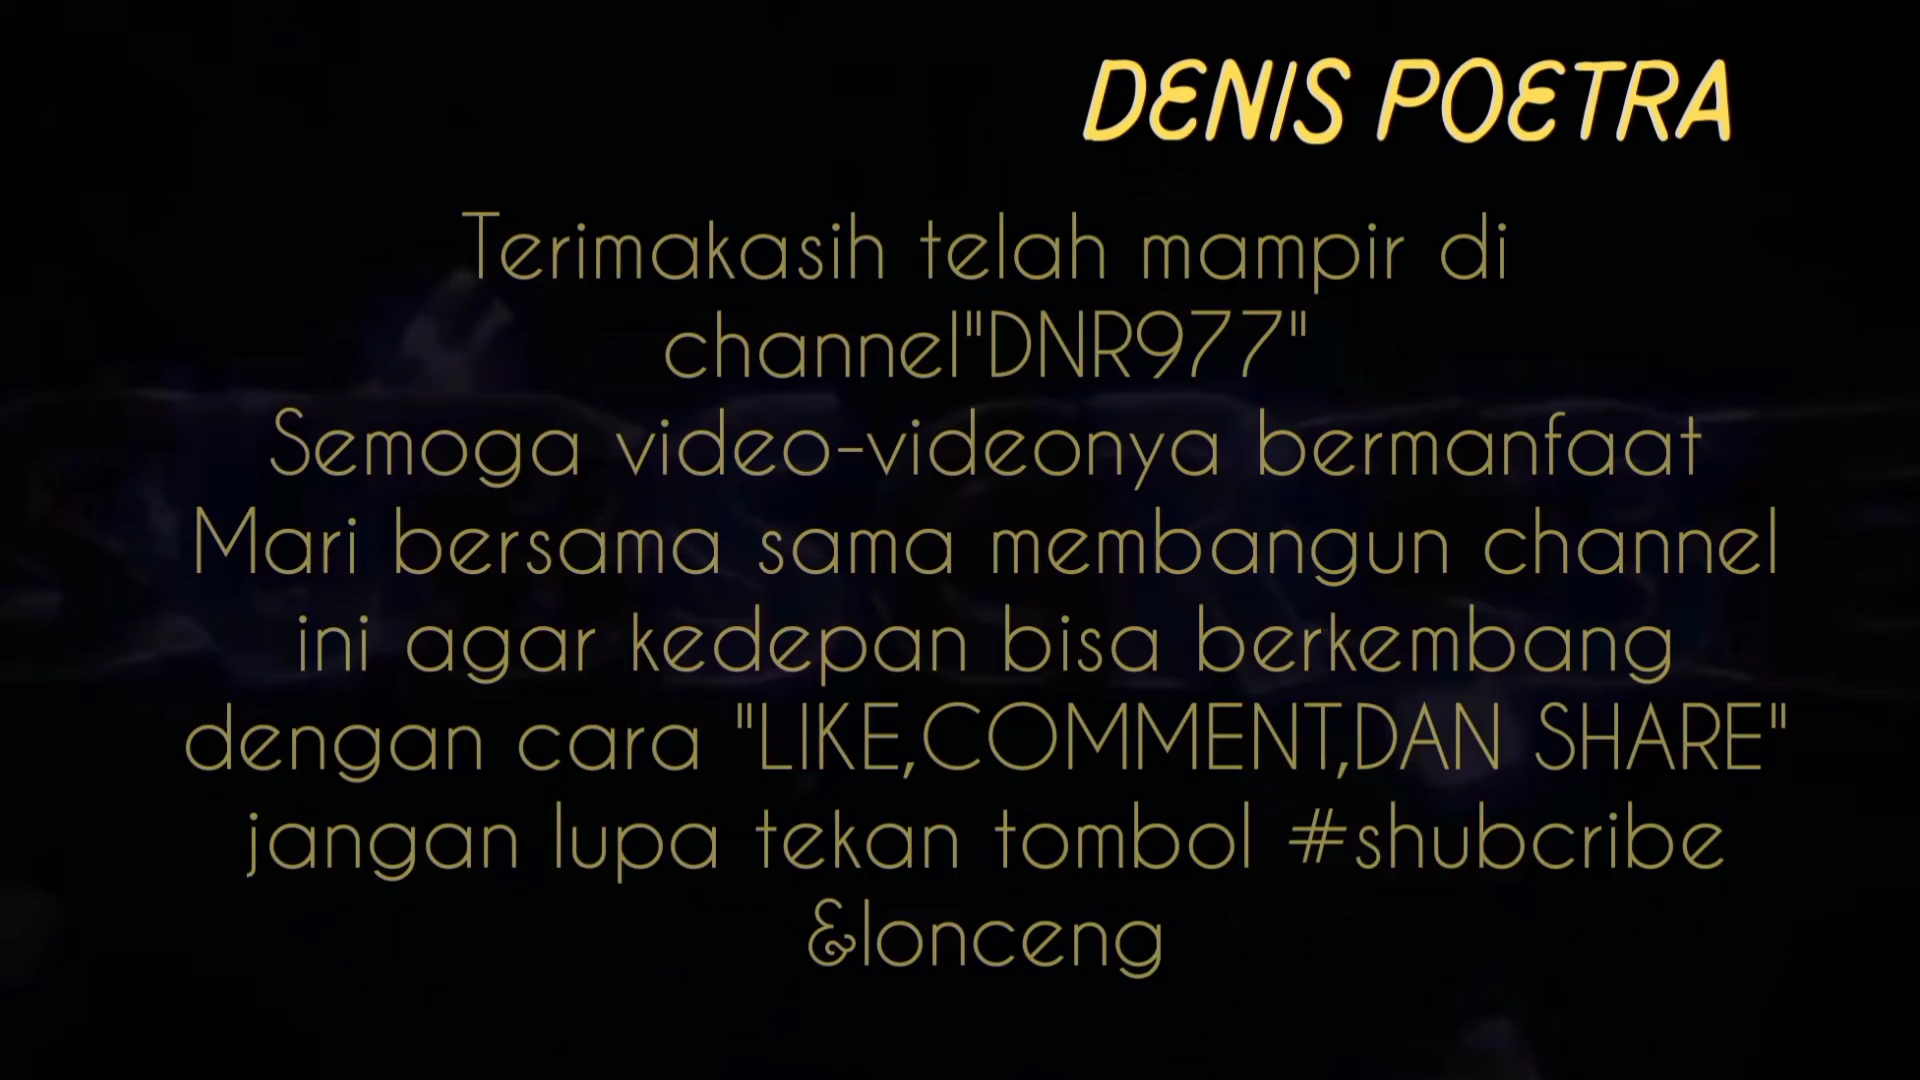 DENIS POETRA
Terimakasih telah mampir di
channel"DNR977"
Semoga video-videonya bermanfaat
Mari bersama sama membangun channel
ini agar kedepan bisa berkembang
dengan cara "LIKE,COMMENT,DAN SHARE"
jangan lupa tekan tombol #shubcribe
&lonceng